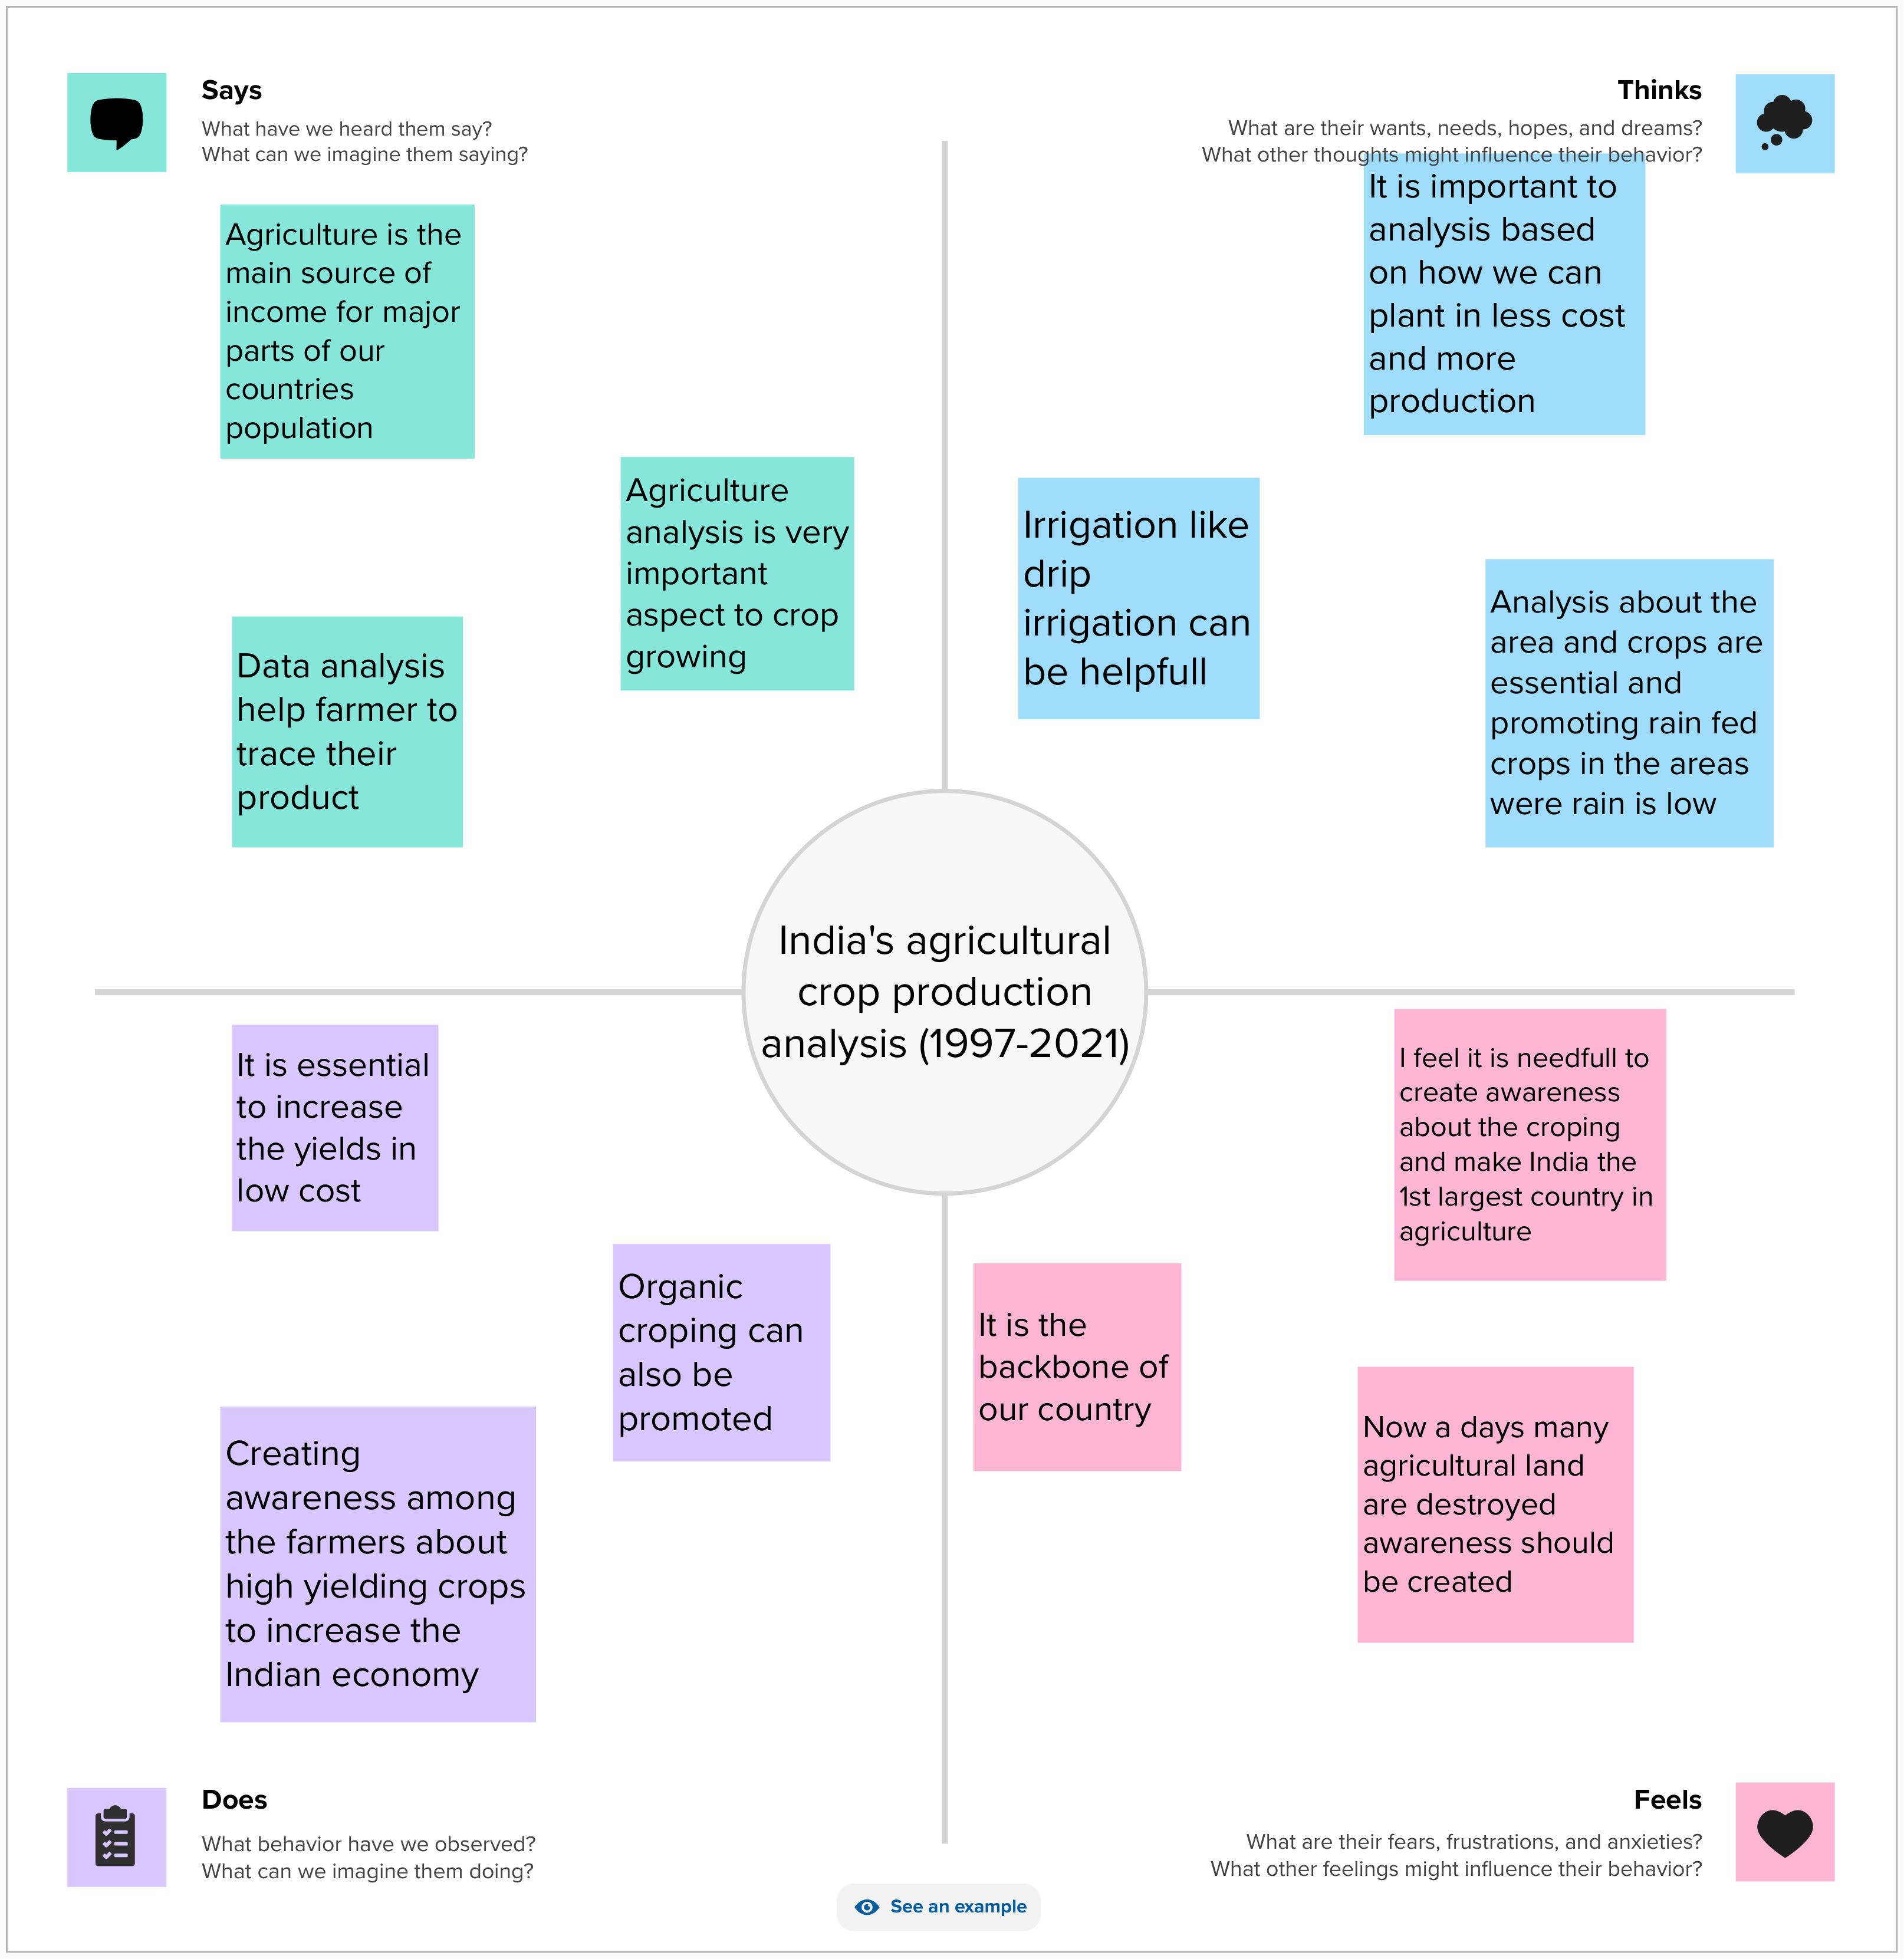 Says
What have we heard them say?
What can we imagine them saying?
Agriculture is the
main source of
income for major
parts of our
countries
population
Agriculture
analysis is very
important
aspect to crop
growing
Data analysis
help farmer to
trace their
product
Thinks
What are their wants, needs, hopes, and dreams?
What other thoughts might influence their behavior?
It is important to
analysis based
on how we can
plant in less cost
and more
production
Irrigation like
drip
irrigation can
be helpfull
Analysis about the
area and crops are
essential and
promoting rain fed
crops in the areas
were rain is low
India's agricultural
crop production
analysis (1997-2021)
It is essential
to increase
the yields in
low cost
Organic
croping can
also be
promoted
Creating
awareness among
the farmers about
high yielding crops
to increase the
Indian economy
Does
What behavior have we observed?
What can we imagine them doing?
I feel it is needfull to
create awareness
about the croping
and make India the
1st largest country in
agriculture
It is the
backbone of
our country
Now a days many
agricultural land
are destroyed
awareness should
be created
Feels
What are their fears, frustrations, and anxieties?
What other feelings might influence their behavior?
See an example